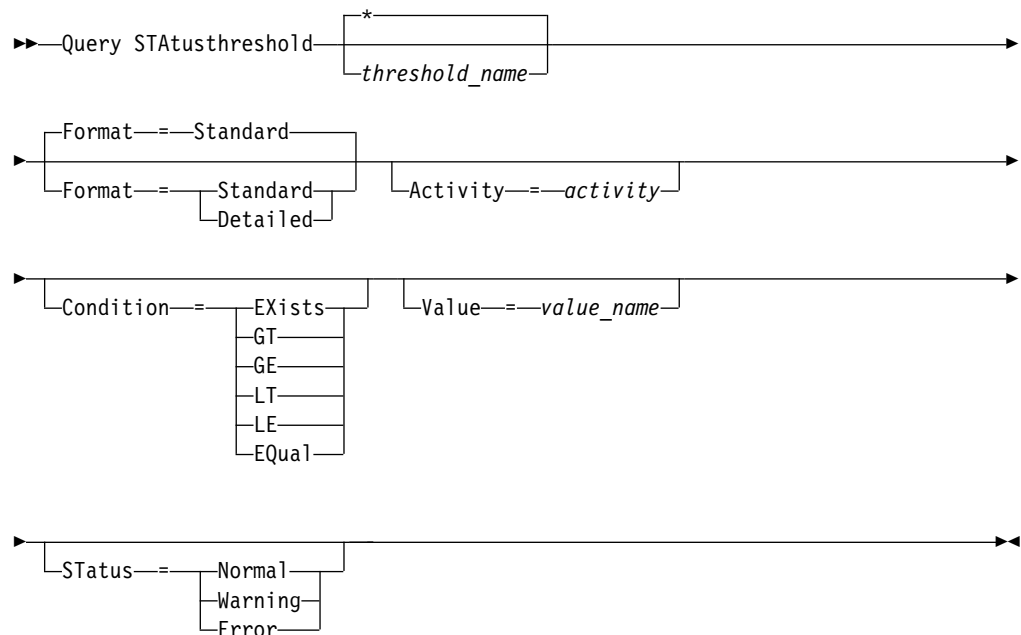 *
Query STAtusthreshold
threshold_name
Format = Standard
Format = Standard
Detailed
Activity = activity
Condition = EXists
GT
GE
LT
LE
EQual
Value = value_name
STatus = Normal
Warning
Error